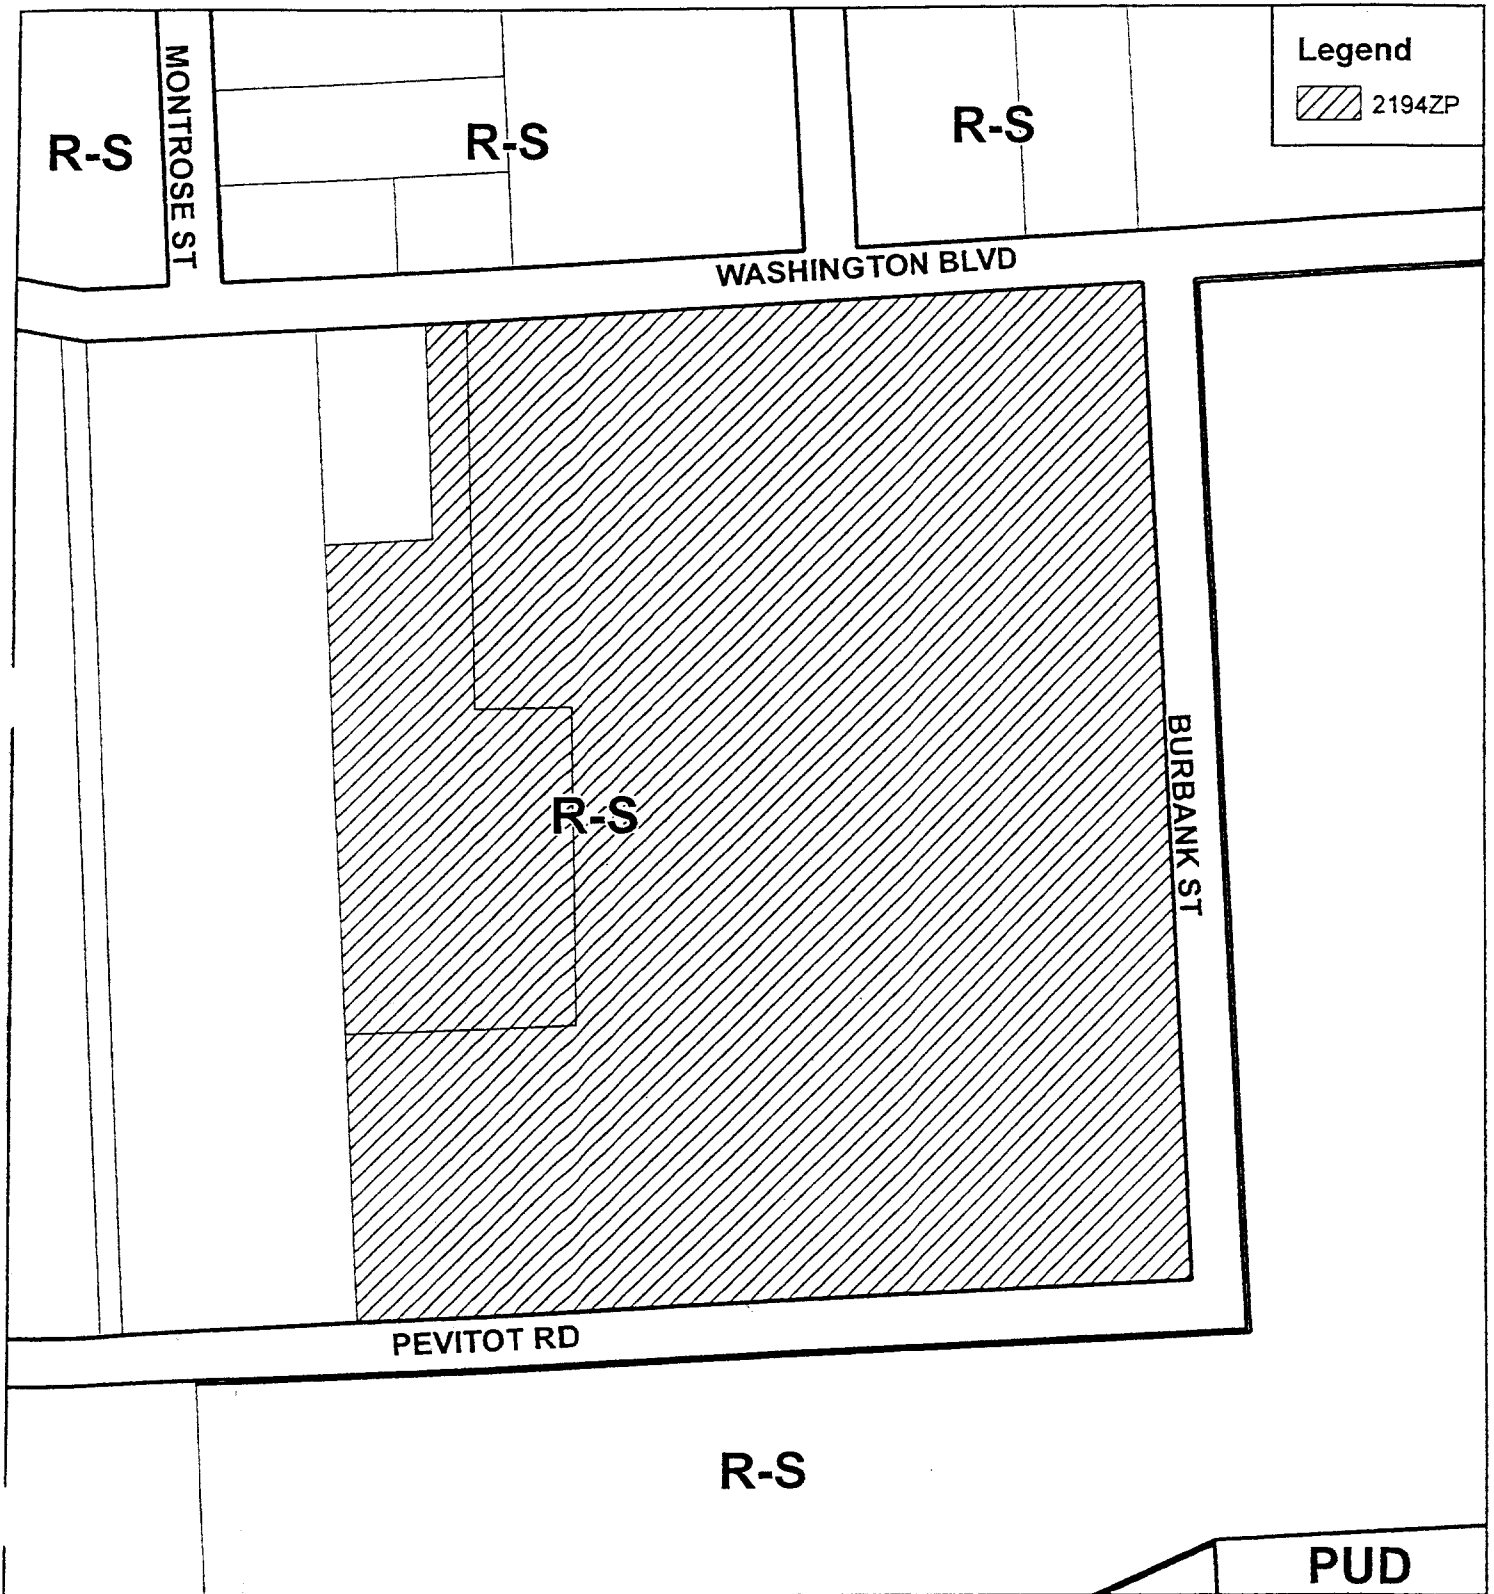 Legend
2194ZP
R-S
MONTROSE ST
R-S
R-S
WASHINGTON BLVD
R-S
BURBANK ST
PEVITOT RD
R-S
PUD